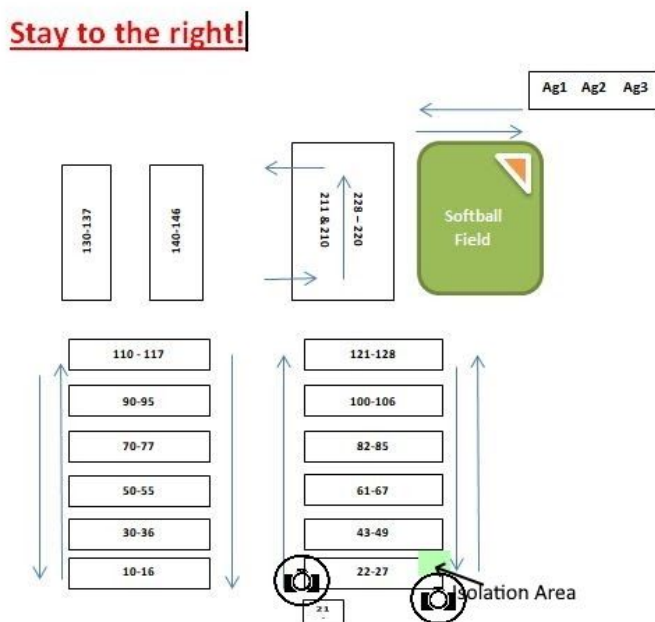 Stay to the right!
Ag1 Ag2 Ag3
130-137
140-146
211 & 210
228 – 220
Softball
Field
110 - 117
121-128
90-95
100-106
70-77
82-85
50-55
61-67
30-36
43-49
10-16
22-27
Isolation Area
21